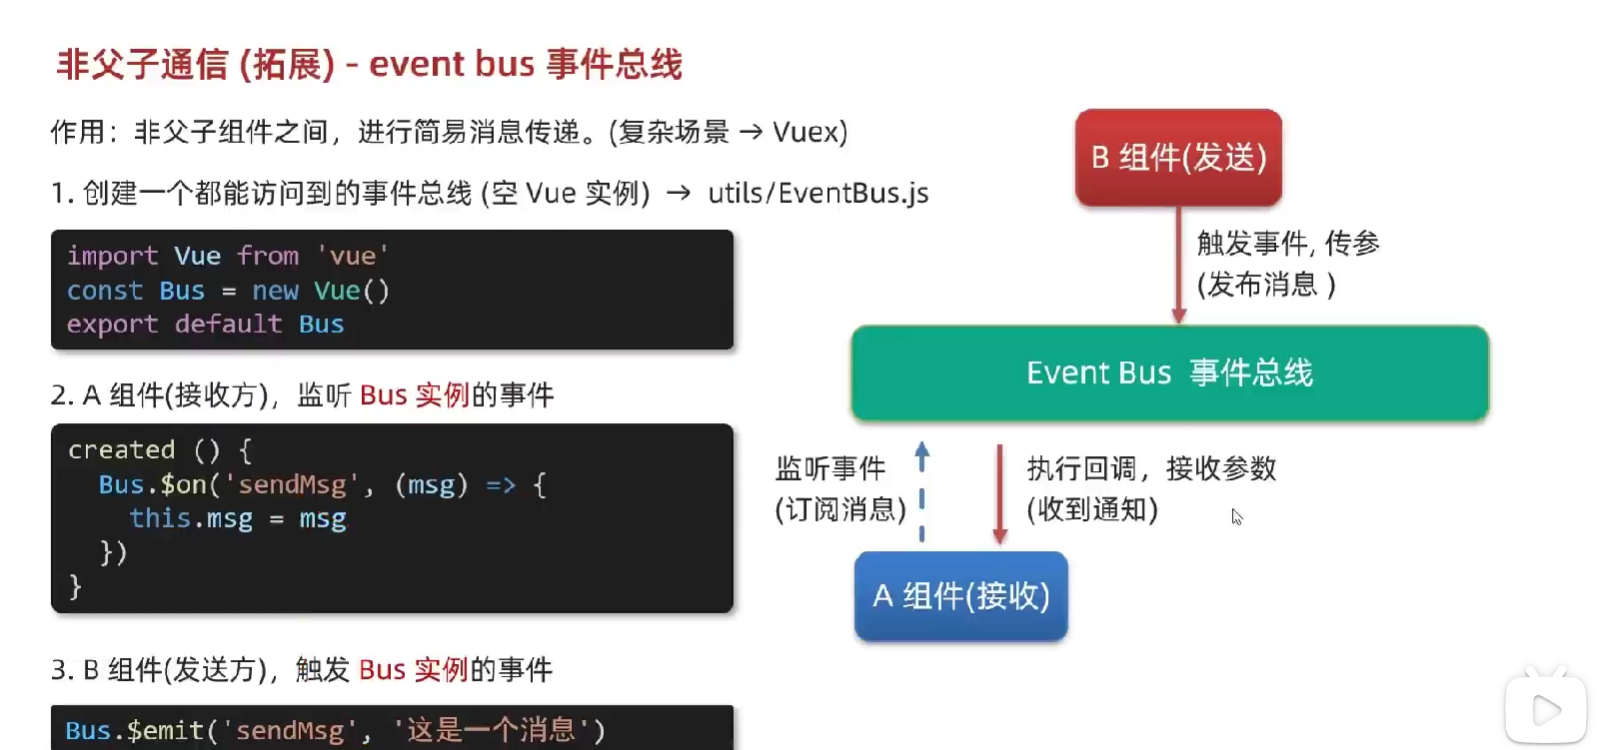 非父子通信 (拓展) - event bus 事件总线
作用：非父子组件之间，进行简易消息传递。(复杂场景 → Vuex)
1. 创建一个都能访问到的事件总线 (空 Vue 实例) → utils/EventBus.js
import Vue from 'vue'
const Bus = new Vue()
export default Bus
2. A 组件(接收方)，监听 Bus 实例的事件
created () {
  Bus.$on('sendMsg', (msg) => {
    this.msg = msg
  })
}
3. B 组件(发送方)，触发 Bus 实例的事件
Bus.$emit('sendMsg', '这是一个消息')
B 组件(发送)
触发事件, 传参
(发布消息 )
Event Bus 事件总线
监听事件
(订阅消息)
执行回调，接收参数
(收到通知)
A 组件(接收)